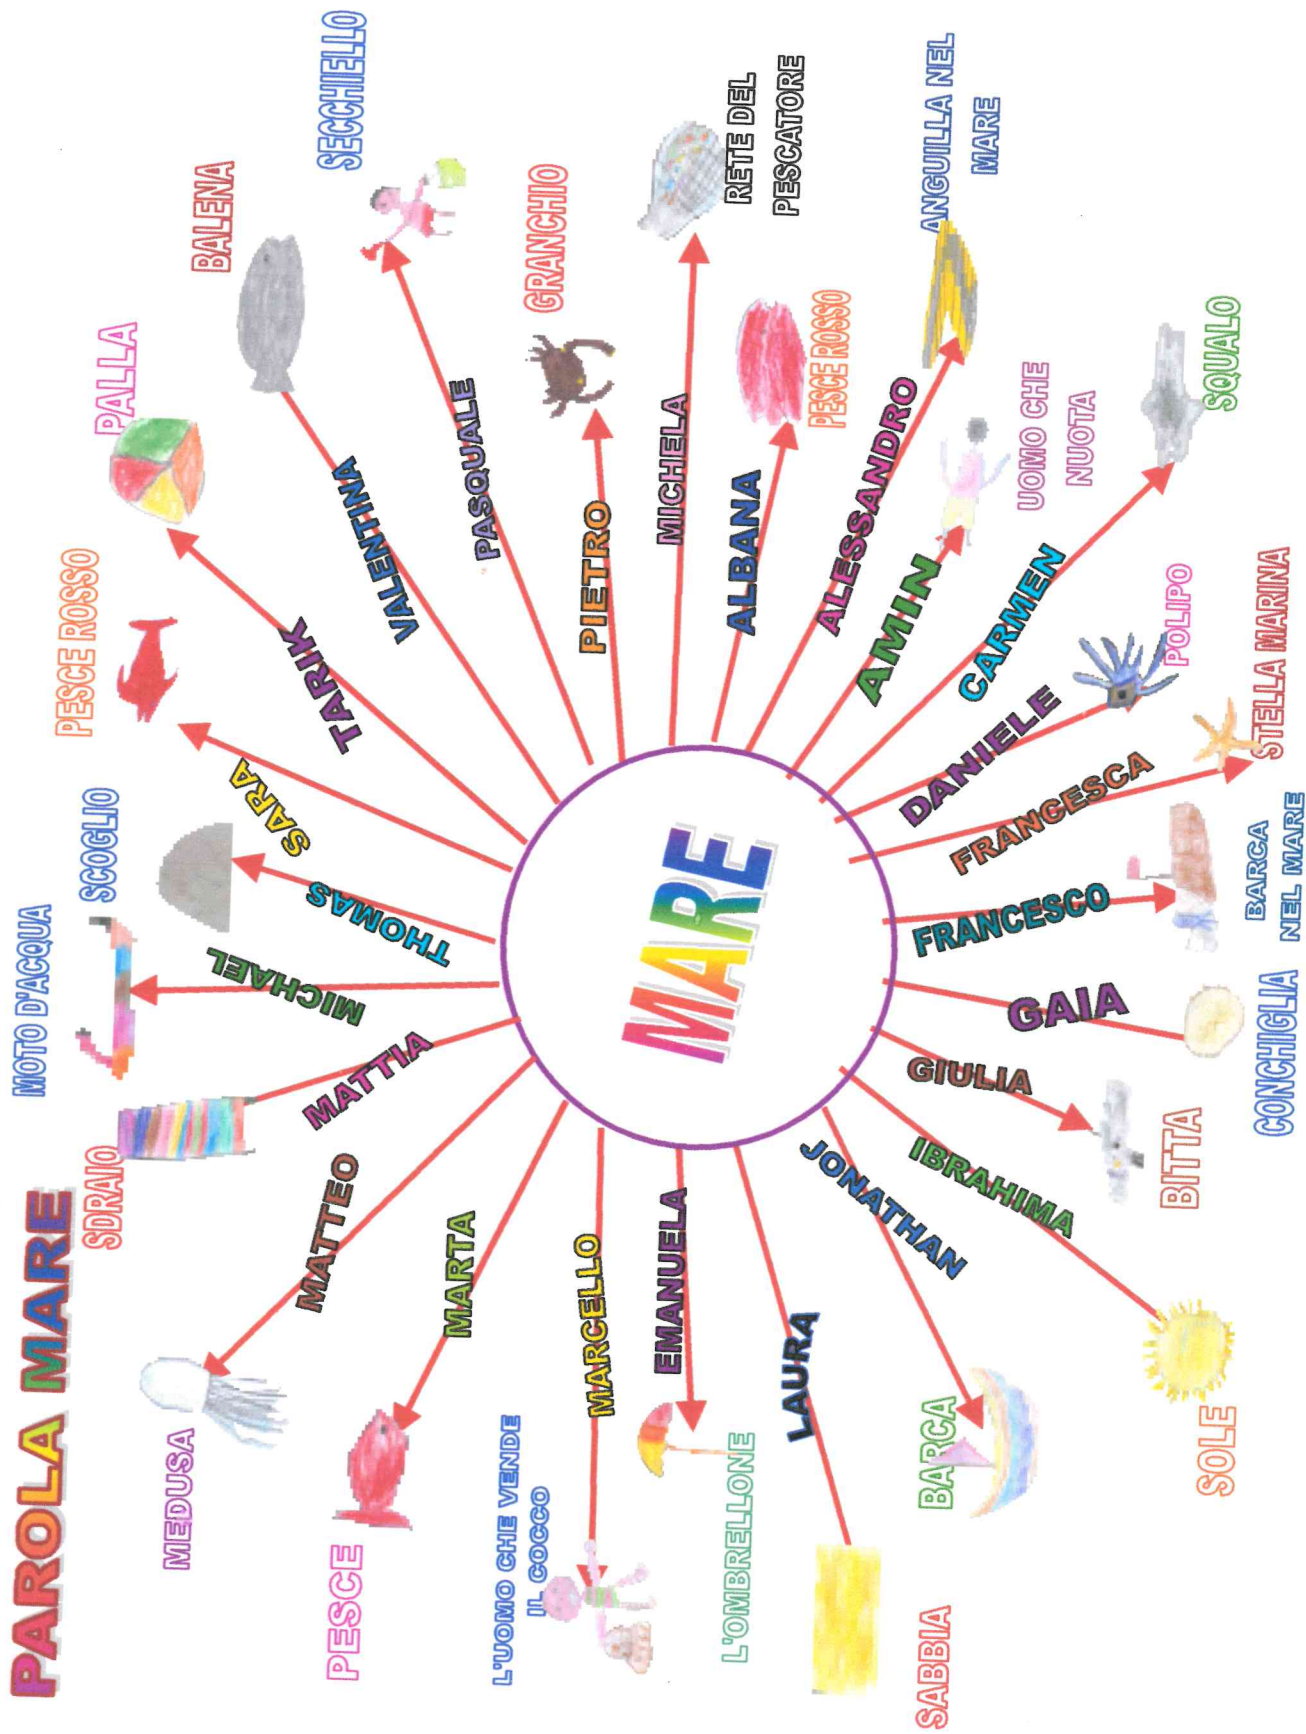 PAROLA MARE
MARE
MEDUSA
MATTEO
SDRAIO
MATTIA
MOTO D'ACQUA
MICHAEL
SCOGLIO
THOMAS
PESCE ROSSO
SARA
PALLA
TARIK
BALENA
VALENTINA
SECCHIELLO
PASQUALE
GRANCHIO
PIETRO
RETE DEL
PESCATORE
MICHELA
PESCE ROSSO
ALBANA
ANGUILLA NEL
MARE
ALESSANDRO
UOMO CHE
NUOTA
AMIN
SQUALO
CARMEN
POLIPO
DANIELE
STELLA MARINA
FRANCESCA
BARCA
NEL MARE
FRANCESCO
CONCHIGLIA
GAIA
BITTA
GIULIA
SOLE
IBRAHIMA
BARCA
JONATHAN
SABBIA
LAURA
L'OMBRELLONE
EMANUELA
L'UOMO CHE VENDE
IL COCCO
MARCELLO
PESCE
MARTA